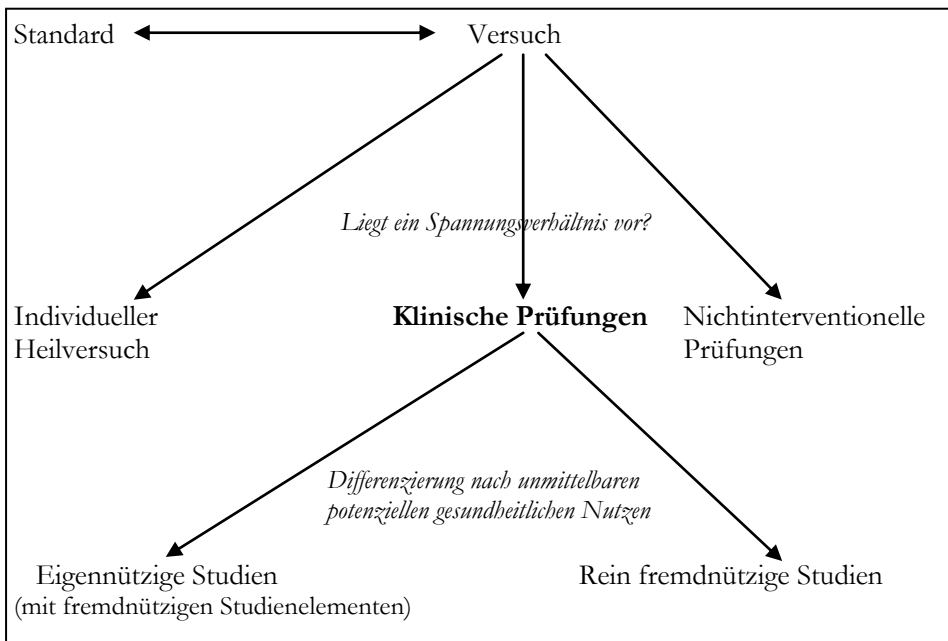 Standard Versuch
Liegt ein Spannungsverhältnis vor?
Individueller
Heilversuch
Klinische Prüfungen
Nichtinterventionelle
Prüfungen
Differenzierung nach unmittelbaren
potenziellen gesundheitlichen Nutzen
Eigennützige Studien
(mit fremdnützigen Studienelementen)
Rein fremdnützige Studien